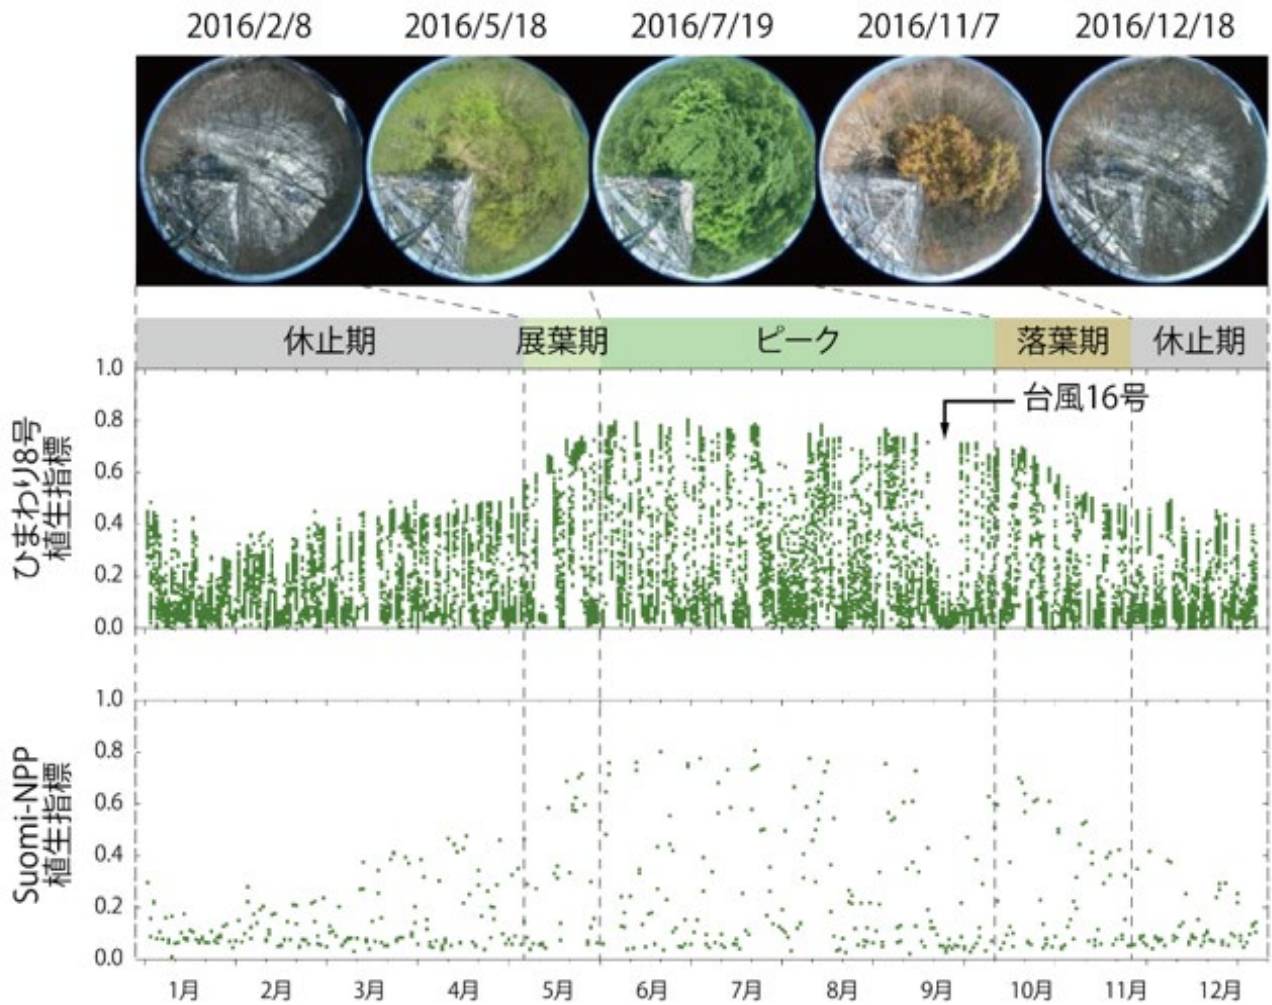 2016/2/8 2016/5/18 2016/7/19 2016/11/7 2016/12/18
休止期 展葉期 ピーク 落葉期 休止期
ひまわり8号
植生指標
1.0
0.8
0.6
0.4
0.2
0.0
台風16号
Suomi-NPP
植生指標
1.0
0.8
0.6
0.4
0.2
0.0
1月 2月 3月 4月 5月 6月 7月 8月 9月 10月 11月 12月